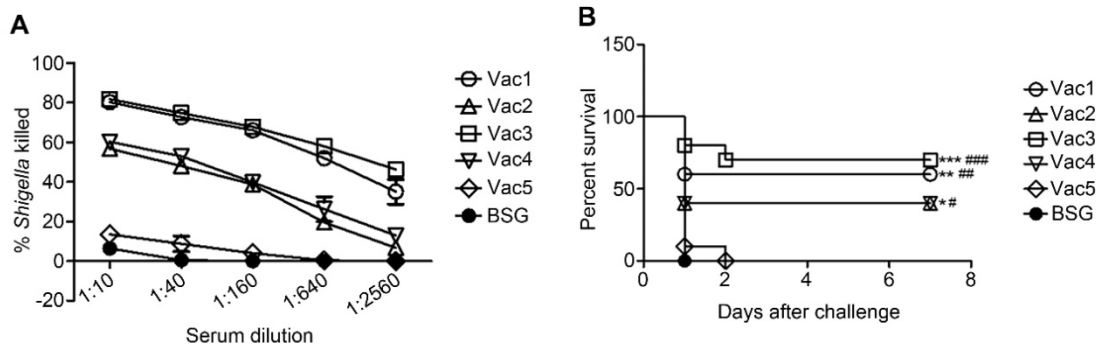 A
100
80
60
40
20
0
-20
% Shigella killed
1:10
1:40
1:160
1:640
1:2560
Serum dilution
Vac1
Vac2
Vac3
Vac4
Vac5
BSG
B
150
100
50
0
Percent survival
0 2 4 6 8
Days after challenge
*** ###
** ##
* #
Vac1
Vac2
Vac3
Vac4
Vac5
BSG